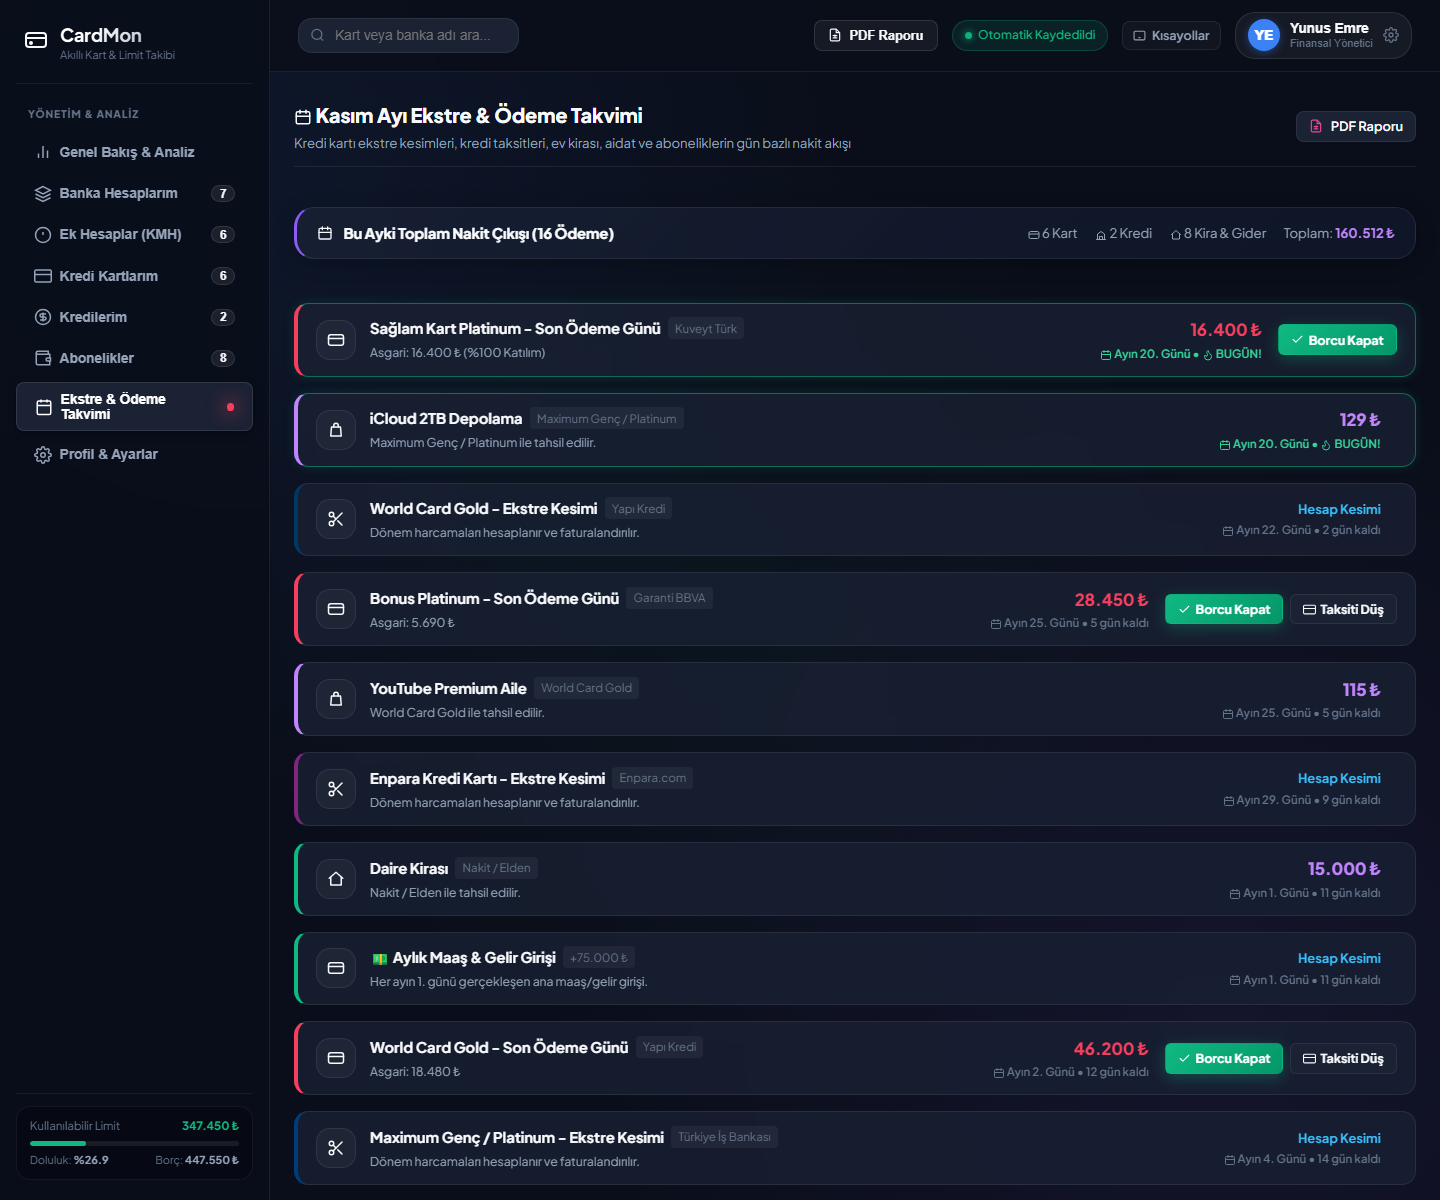 CardMon
Akıllı Kart & Limit Takibi
YÖNETİM & ANALİZ
Genel Bakış & Analiz
Banka Hesaplarım 7
Ek Hesaplar (KMH) 6
Kredi Kartlarım 6
Kredilerim 2
Abonelikler 8
Ekstre & Ödeme
Takvimi
Profil & Ayarlar
Kullanılabilir Limit 347.450 ₺
Doluluk: %26.9 Borç: 447.550 ₺
Kart veya banka adı ara...
PDF Raporu
Otomatik Kaydedildi
Kısayollar
YE
Yunus Emre
Finansal Yönetici
Kasım Ayı Ekstre & Ödeme Takvimi
Kredi kartı ekstre kesimleri, kredi taksitleri, ev kirası, aidat ve aboneliklerin gün bazlı nakit akışı
PDF Raporu
Bu Ayki Toplam Nakit Çıkışı (16 Ödeme)
6 Kart 2 Kredi 8 Kira & Gider Toplam: 160.512 ₺
Sağlam Kart Platinum - Son Ödeme Günü Kuveyt Türk
Asgari: 16.400 ₺ (%100 Katılım)
16.400 ₺
Ayın 20. Günü • BUGÜN!
Borcu Kapat
iCloud 2TB Depolama Maximum Genç / Platinum
Maximum Genç / Platinum ile tahsil edilir.
129 ₺
Ayın 20. Günü • BUGÜN!
World Card Gold - Ekstre Kesimi Yapı Kredi
Dönem harcamaları hesaplanır ve faturalandırılır.
Hesap Kesimi
Ayın 22. Günü • 2 gün kaldı
Bonus Platinum - Son Ödeme Günü Garanti BBVA
Asgari: 5.690 ₺
28.450 ₺
Ayın 25. Günü • 5 gün kaldı
Borcu Kapat
Taksiti Düş
YouTube Premium Aile World Card Gold
World Card Gold ile tahsil edilir.
115 ₺
Ayın 25. Günü • 5 gün kaldı
Enpara Kredi Kartı - Ekstre Kesimi Enpara.com
Dönem harcamaları hesaplanır ve faturalandırılır.
Hesap Kesimi
Ayın 29. Günü • 9 gün kaldı
Daire Kirası Nakit / Elden
Nakit / Elden ile tahsil edilir.
15.000 ₺
Ayın 1. Günü • 11 gün kaldı
Aylık Maaş & Gelir Girişi +75.000 ₺
Her ayın 1. günü gerçekleşen ana maaş/gelir girişi.
Hesap Kesimi
Ayın 1. Günü • 11 gün kaldı
World Card Gold - Son Ödeme Günü Yapı Kredi
Asgari: 18.480 ₺
46.200 ₺
Ayın 2. Günü • 12 gün kaldı
Borcu Kapat
Taksiti Düş
Maximum Genç / Platinum - Ekstre Kesimi Türkiye İş Bankası
Dönem harcamaları hesaplanır ve faturalandırılır.
Hesap Kesimi
Ayın 4. Günü • 14 gün kaldı